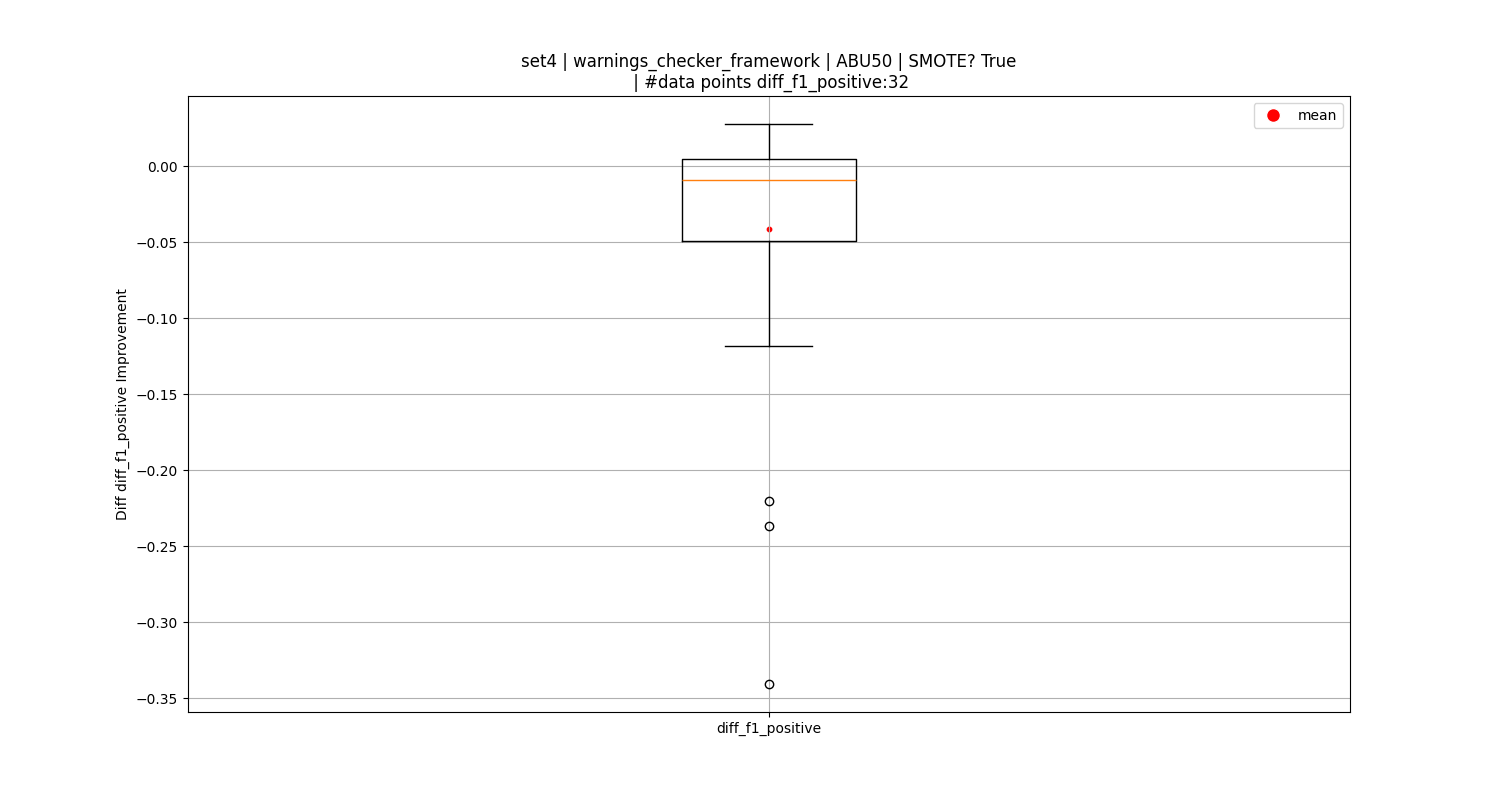 set4 | warnings_checker_framework | ABU50 | SMOTE? True
| #data points diff_f1_positive:32
mean
0.00
−0.05
−0.10
−0.15
−0.20
−0.25
−0.30
−0.35
Diff diff_f1_positive Improvement
diff_f1_positive